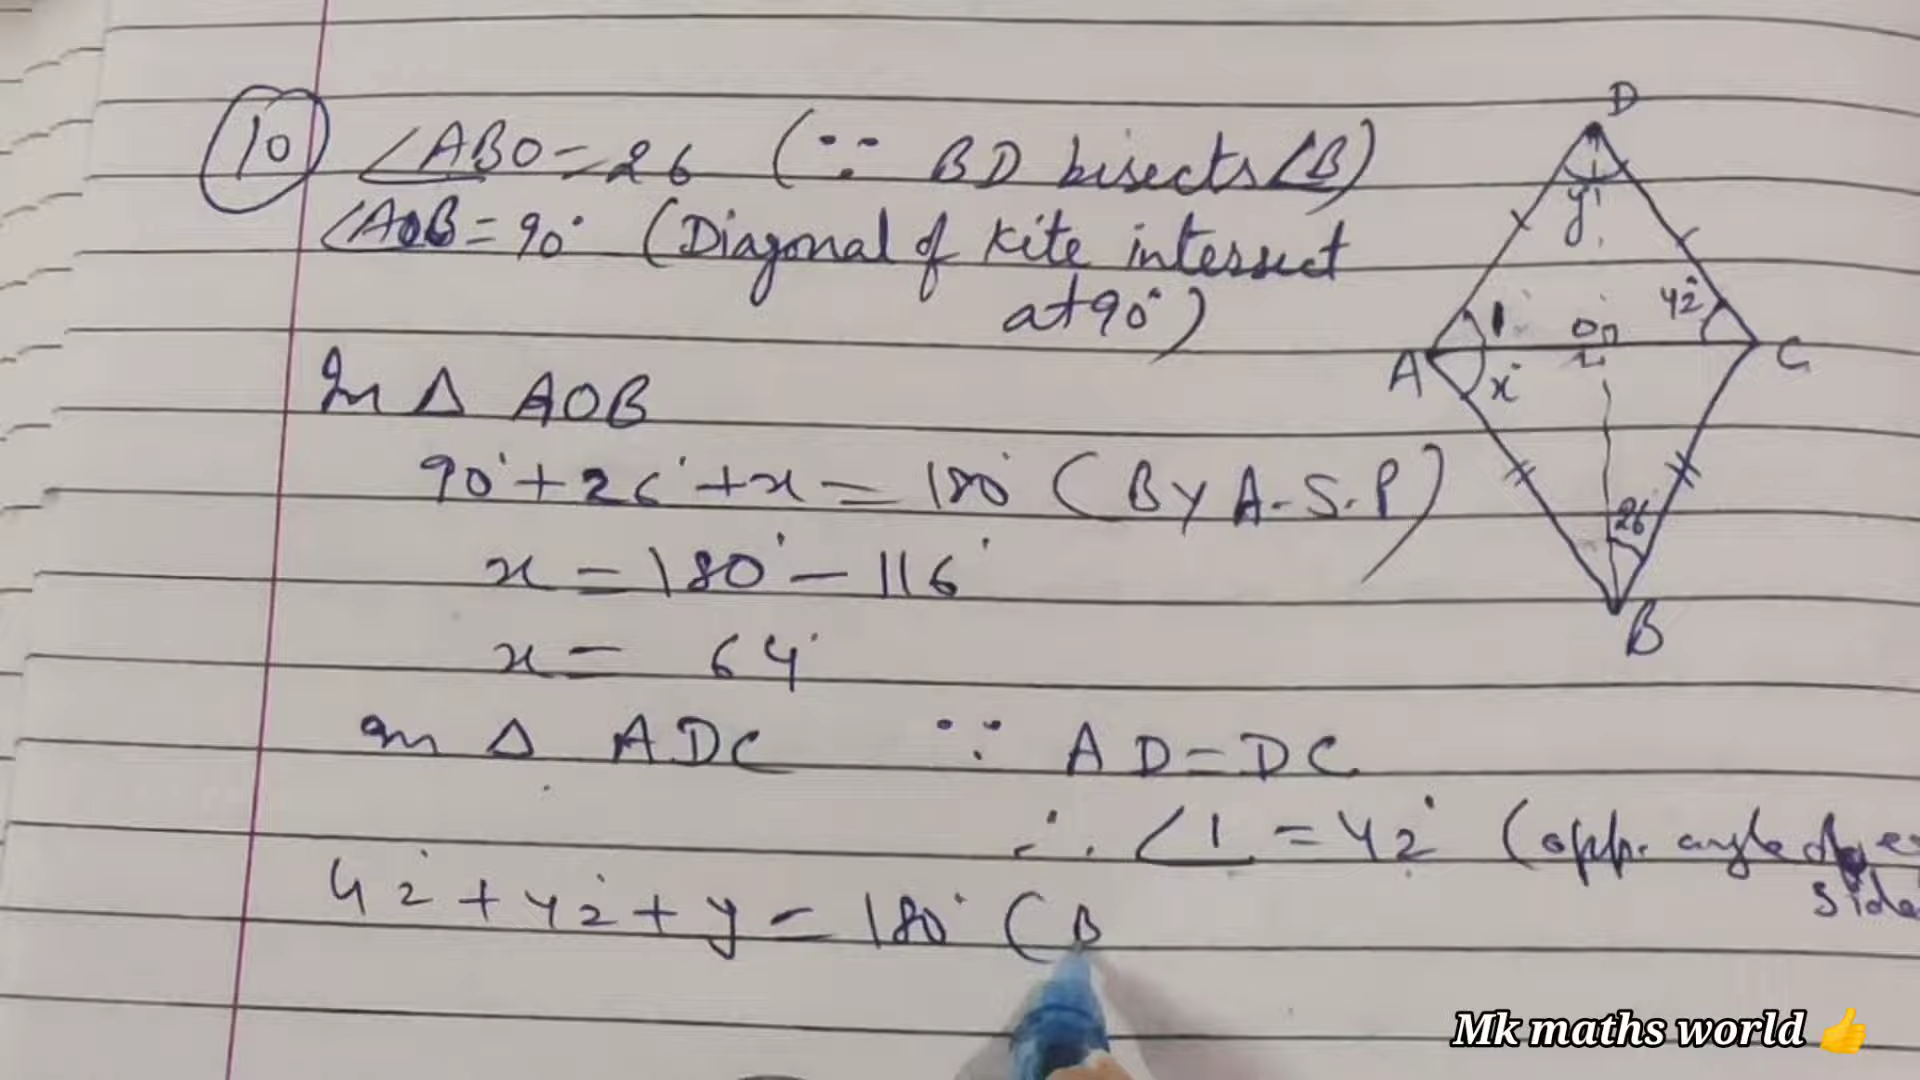 10 ∠ABO = 26 (∵ BD bisects ∠B)
∠AOB = 90° (Diagonal of kite intersect
at 90°)
In Δ AOB
90° + 26° + x = 180° (By A.S.P)
x = 180° - 116°
x = 64°
In Δ ADC ∵ AD = DC
∴ ∠1 = 42° (opp. angle of
side
42° + 42° + y = 180° (B
D
y
1
O
42°
A
x°
C
26
B
Mk maths world 👍